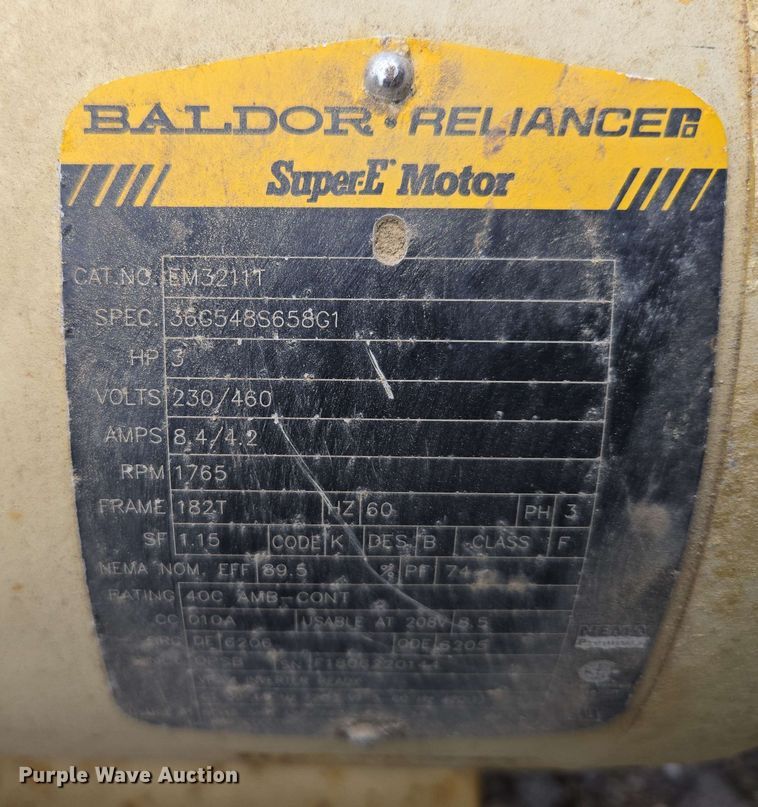 BALDOR · RELIANCE
Super-E Motor
CAT.NO. EM3211T
SPEC. 36G548S658G1
HP 3
VOLTS 230/460
AMPS 8.4/4.2
RPM 1765
FRAME 182T HZ 60 PH 3
SF 1.15 CODE K DES B CLASS F
NEMA NOM. EFF 89.5 % PF 74
RATING 40C AMB-CONT
CC 010A USABLE AT 208V 8.5
DE 6206 ODE 6205
NEMA
Premium
SN
Purple Wave Auction